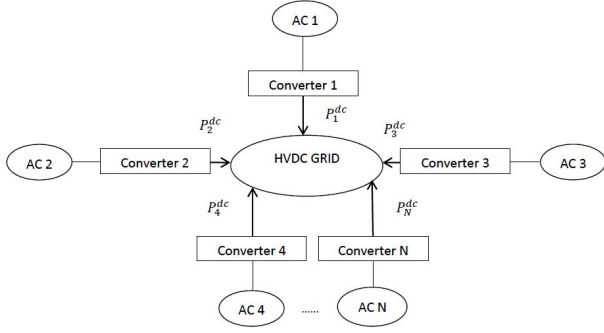 AC 1
Converter 1
P_1^{dc}
P_2^{dc}
P_3^{dc}
AC 2
Converter 2
HVDC GRID
Converter 3
AC 3
P_4^{dc}
P_N^{dc}
Converter 4
Converter N
AC 4
......
AC N